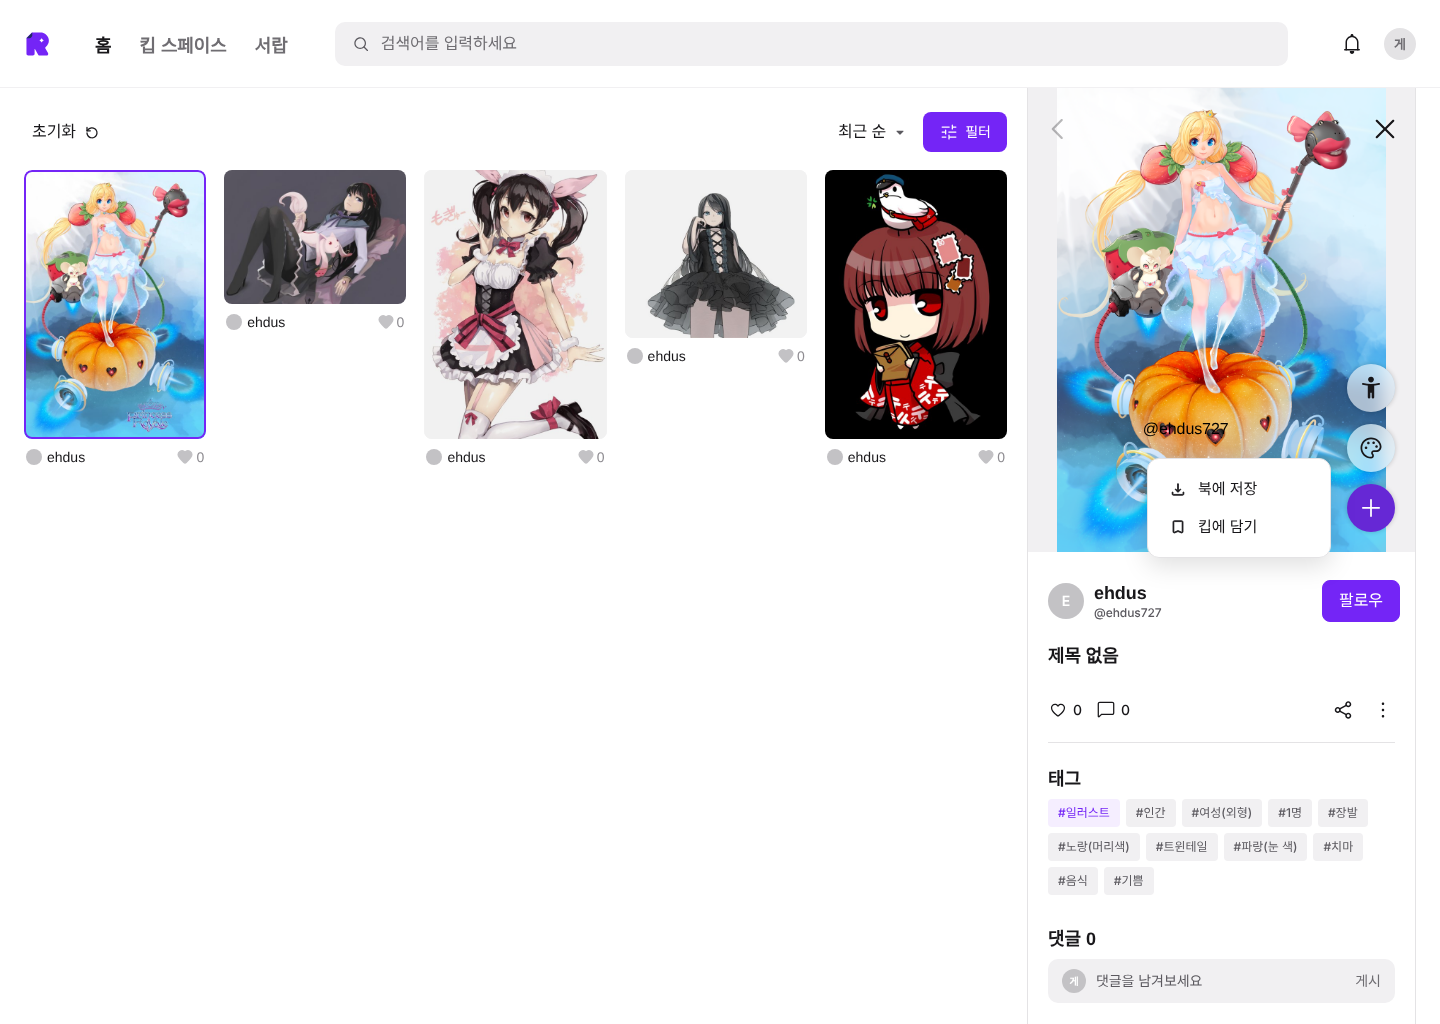 홈 킵 스페이스 서랍 검색어를 입력하세요 게
초기화 최근 순 필터
ehdus 0
ehdus 0
ehdus 0
ehdus 0
ehdus 0
@ehdus727
북에 저장
킵에 담기
E ehdus 팔로우
@ehdus727
제목 없음
0 0
태그
#일러스트 #인간 #여성(외형) #1명 #장발
#노랑(머리색) #트윈테일 #파랑(눈 색) #치마
#음식 #기쁨
댓글 0
게 댓글을 남겨보세요 게시